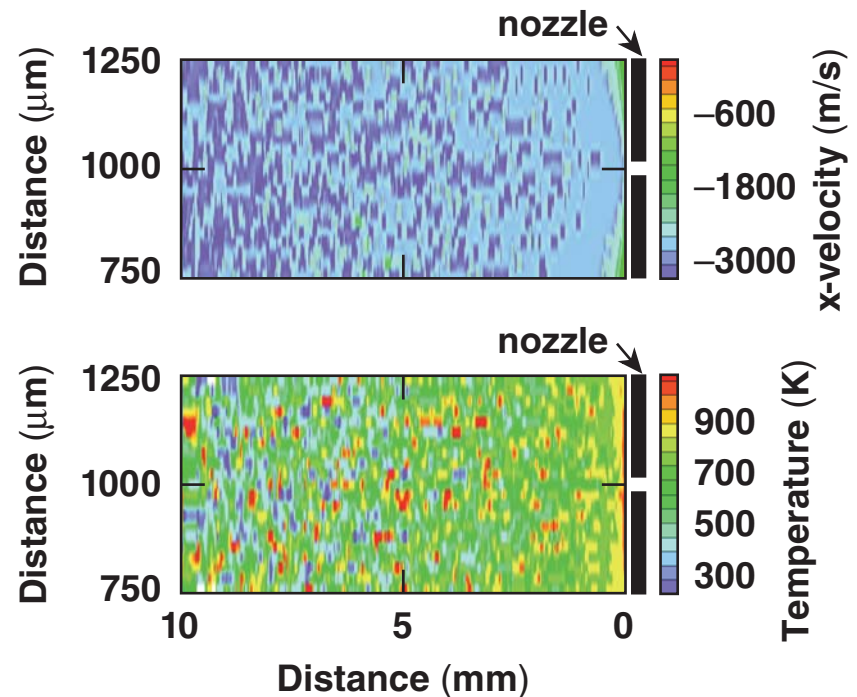 nozzle
1250
1000
750
Distance (μm)
–600
–1800
–3000
x-velocity (m/s)
nozzle
1250
1000
750
Distance (μm)
900
700
500
300
Temperature (K)
10 5 0
Distance (mm)